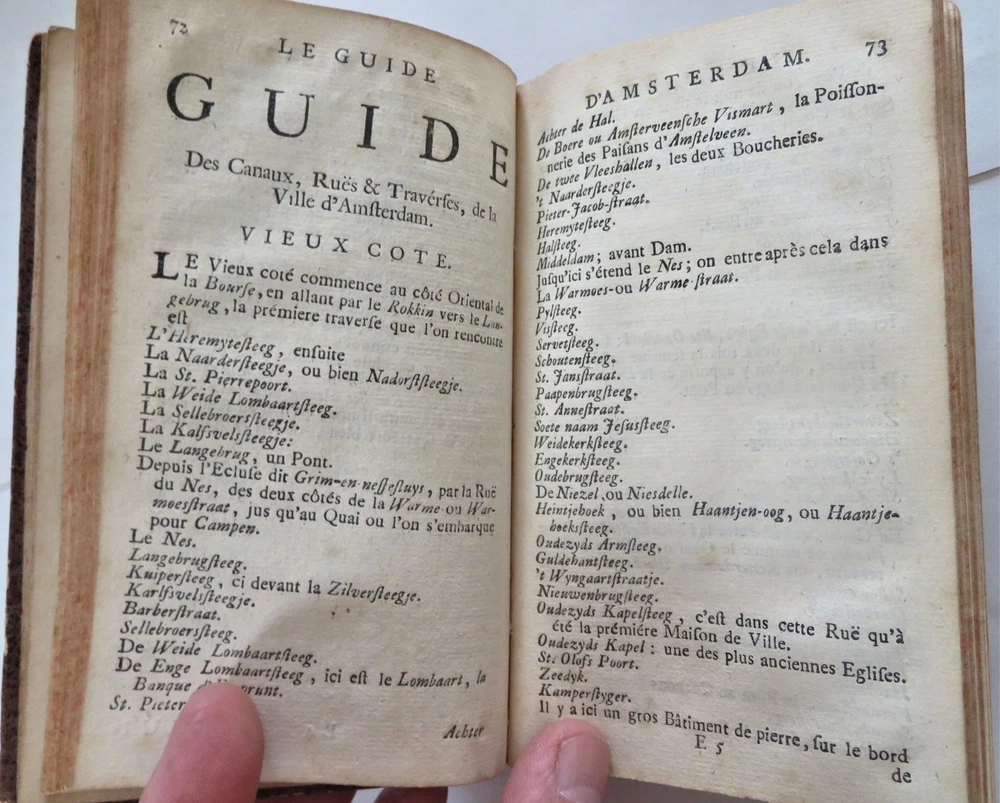 72
LE GUIDE
GUIDE
Des Canaux, Ruës & Travérſes, de la
Ville d'Amſterdam.
VIEUX COTE.
LE Vieux coté commence au côté Oriental de
la Bourſe, en allant par le Rokkin vers le Lan-
gebrug, la prémiere traverſe que l'on rencontre
eſt
L'Heremyteſteeg, enſuite
La Naarderſteegje, ou bien Nadorſtſteegje.
La St. Pierrepoort.
La Weide Lombaartſteeg.
La Sellebroersſteegje.
La Kalfsvelsſteegje:
Le Langebrug, un Pont.
Depuis l'Ecluſe dit Grim-en-neſſeſluys, par la Ruë
du Nes, des deux côtés de la Warme-ou War-
moesſtraat, jus qu'au Quai ou l'on s'embarque
pour Campen.
Le Nes.
Langebrugſteeg.
Kuiperſteeg, ci devant la Zilverſteegje.
Karlfsvelsſteegje.
Barberſtraat.
Sellebroersſteeg.
De Weide Lombaartſteeg.
De Enge Lombaartſteeg, ici eſt le Lombaart, la
Banque
St. Pieter
Achter
D'AMSTERDAM. 73
Achter de Hal.
De Boere ou Amſterveenſche Vismart, la Poiſſon-
nerie des Païſans d'Amſtelveen.
De twee Vleeshallen, les deux Boucheries.
't Naarderſteegje.
Pieter-Jacob-ſtraat.
Heremyteſteeg.
Halſteeg.
Middeldam; avant Dam.
Juſqu'ici s'étend le Nes; on entre après cela dans
La Warmoes-ou Warme-ſtraat.
Pylſteeg.
Visſteeg.
Servetſteeg.
Schoutenſteeg.
St. Jansſtraat.
Paapenbrugſteeg.
St. Anneſtraat.
Soete naam Jesusſteeg.
Weidekerkſteeg.
Engekerkſteeg.
Oudebrugſteeg.
De Niezel, ou Niesdelle.
Heintjehoek, ou bien Haantjen-oog, ou Haantje-
hoeksſteeg.
Oudezyds Armſteeg.
Guldehantſteeg.
't Wyngaartſtraatje.
Nieuwenbrugſteeg.
Oudezyds Kapelſteeg, c'eſt dans cette Ruë qu'à
été la prémiére Maiſon de Ville.
Oudezyds Kapel: une des plus anciennes Egliſes.
St. Olofs Poort.
Zeedyk.
Kamperſtyger.
Il y a ici un gros Bâtiment de pierre, ſur le bord
E 5
de